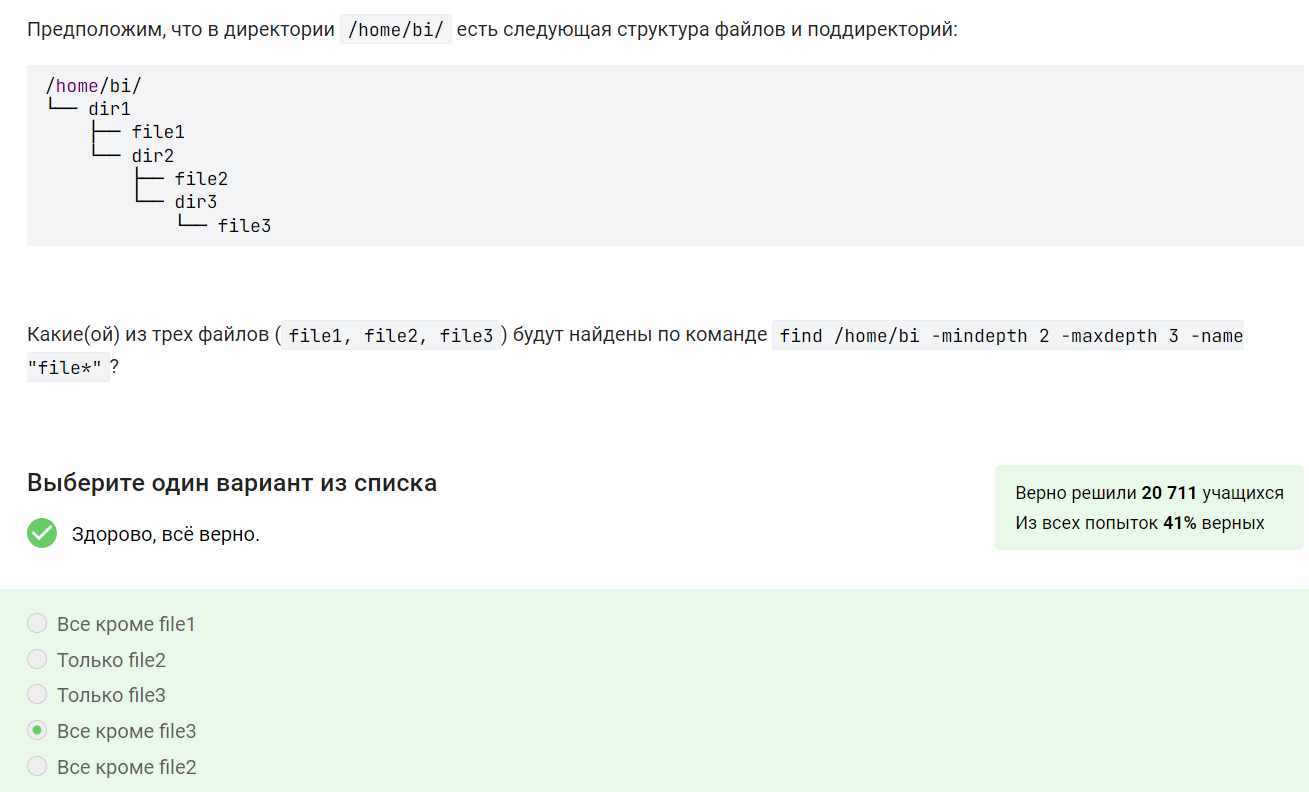 Предположим, что в директории /home/bi/ есть следующая структура файлов и поддиректорий:
/home/bi/
└── dir1
    ├── file1
    └── dir2
        ├── file2
        └── dir3
            └── file3
Какие(ой) из трех файлов (file1, file2, file3) будут найдены по команде find /home/bi -mindepth 2 -maxdepth 3 -name
"file*"?
Выберите один вариант из списка
Здорово, всё верно.
Верно решили 20 711 учащихся
Из всех попыток 41% верных
Все кроме file1
Только file2
Только file3
Все кроме file3
Все кроме file2